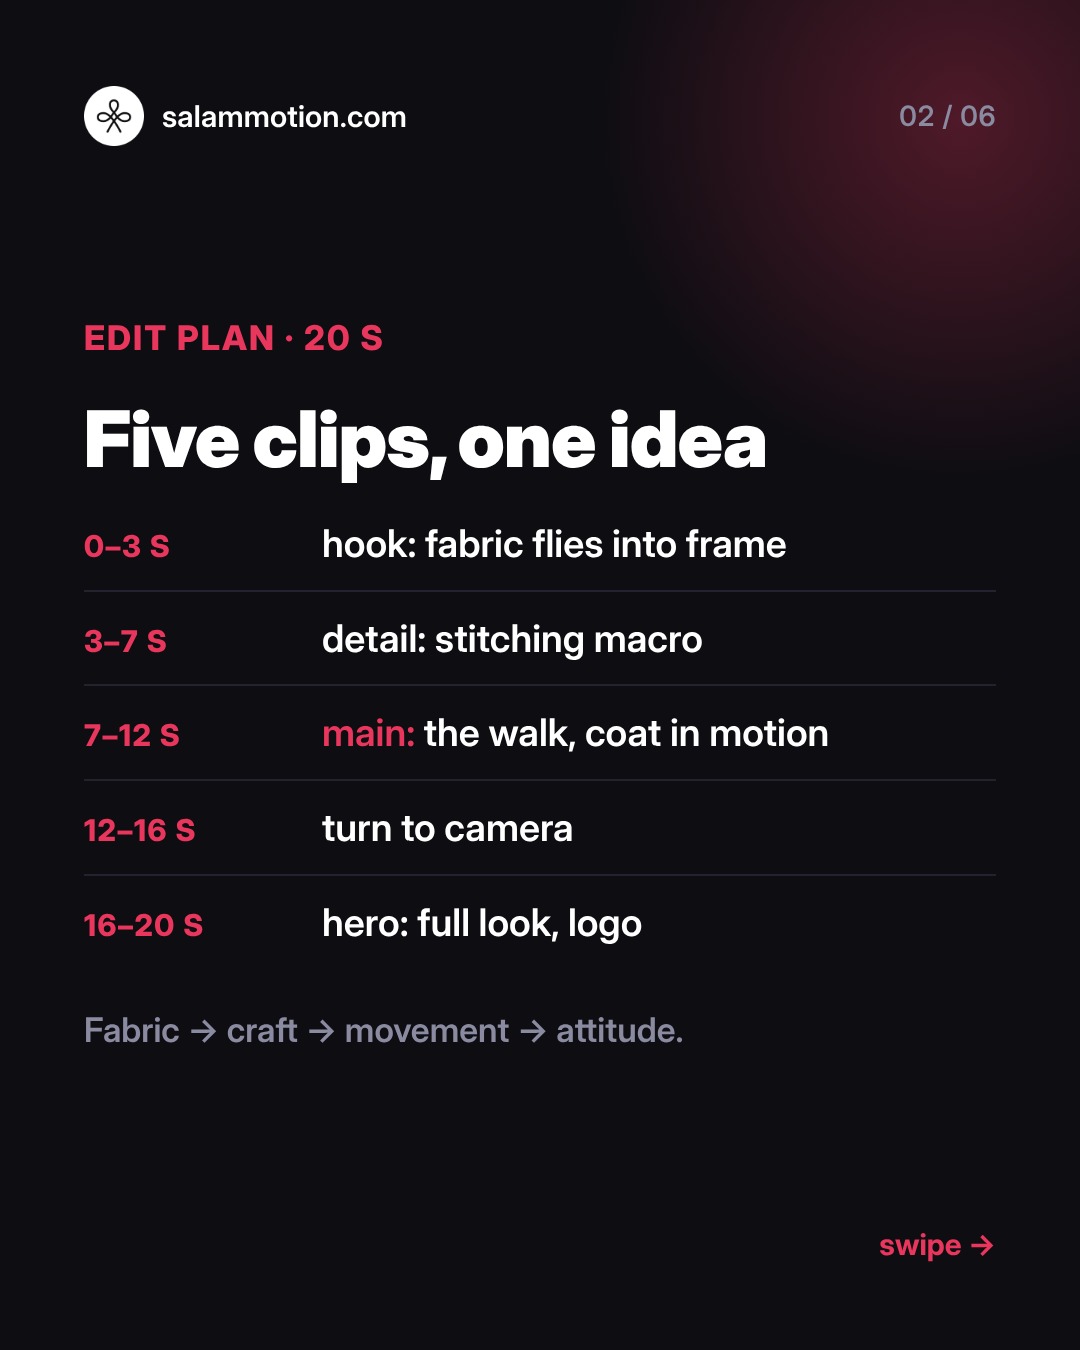 salammotion.com
02 / 06
EDIT PLAN · 20 S
Five clips, one idea
0–3 S hook: fabric flies into frame
3–7 S detail: stitching macro
7–12 S main: the walk, coat in motion
12–16 S turn to camera
16–20 S hero: full look, logo
Fabric → craft → movement → attitude.
swipe →